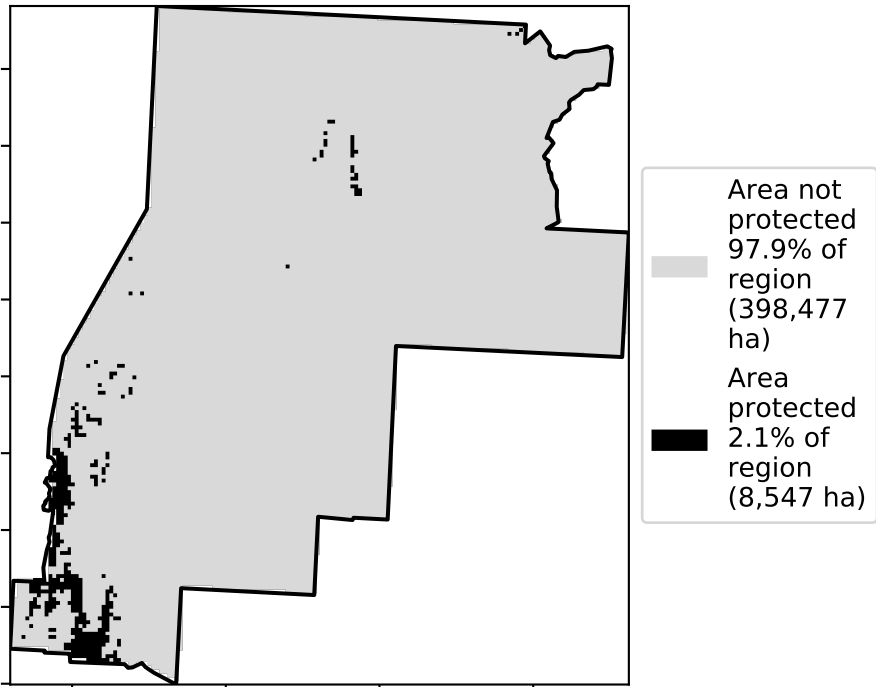 Area not
protected
97.9% of
region
(398,477
ha)
Area
protected
2.1% of
region
(8,547 ha)